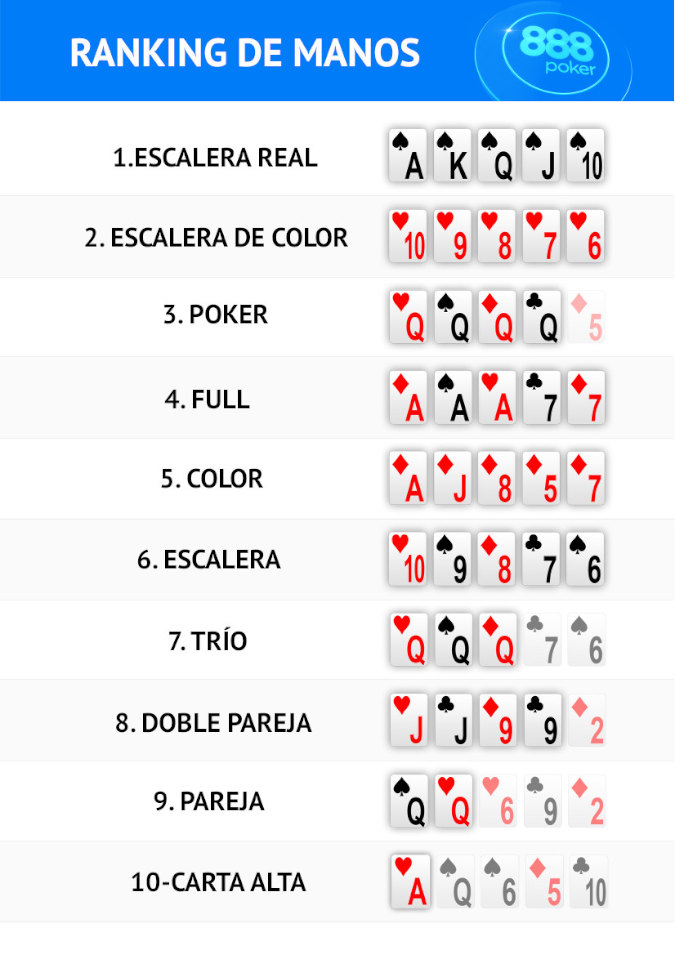 RANKING DE MANOS
888
poker
1.ESCALERA REAL
A K Q J 10
2. ESCALERA DE COLOR
10 9 8 7 6
3. POKER
Q Q Q Q 5
4. FULL
A A A 7 7
5. COLOR
A J 8 5 7
6. ESCALERA
10 9 8 7 6
7. TRÍO
Q Q Q 7 6
8. DOBLE PAREJA
J J 9 9 2
9. PAREJA
Q Q 6 9 2
10-CARTA ALTA
A Q 6 5 10